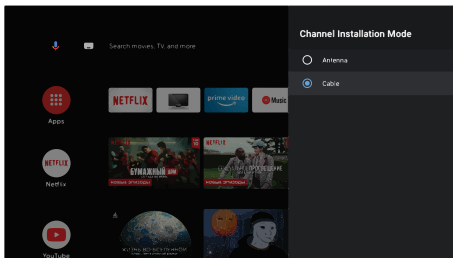 Channel Installation Mode
Search movies, TV, and more
Antenna
Cable
NETFLIX
prime video
Music
Apps
NETFLIX
NETFLIX
БУМАЖНЫЙ ДОМ
НОВЫЕ ЭПИЗОДЫ
НОВЫЕ ЭПИЗОДЫ
NETFLIX
Netflix
YouTube